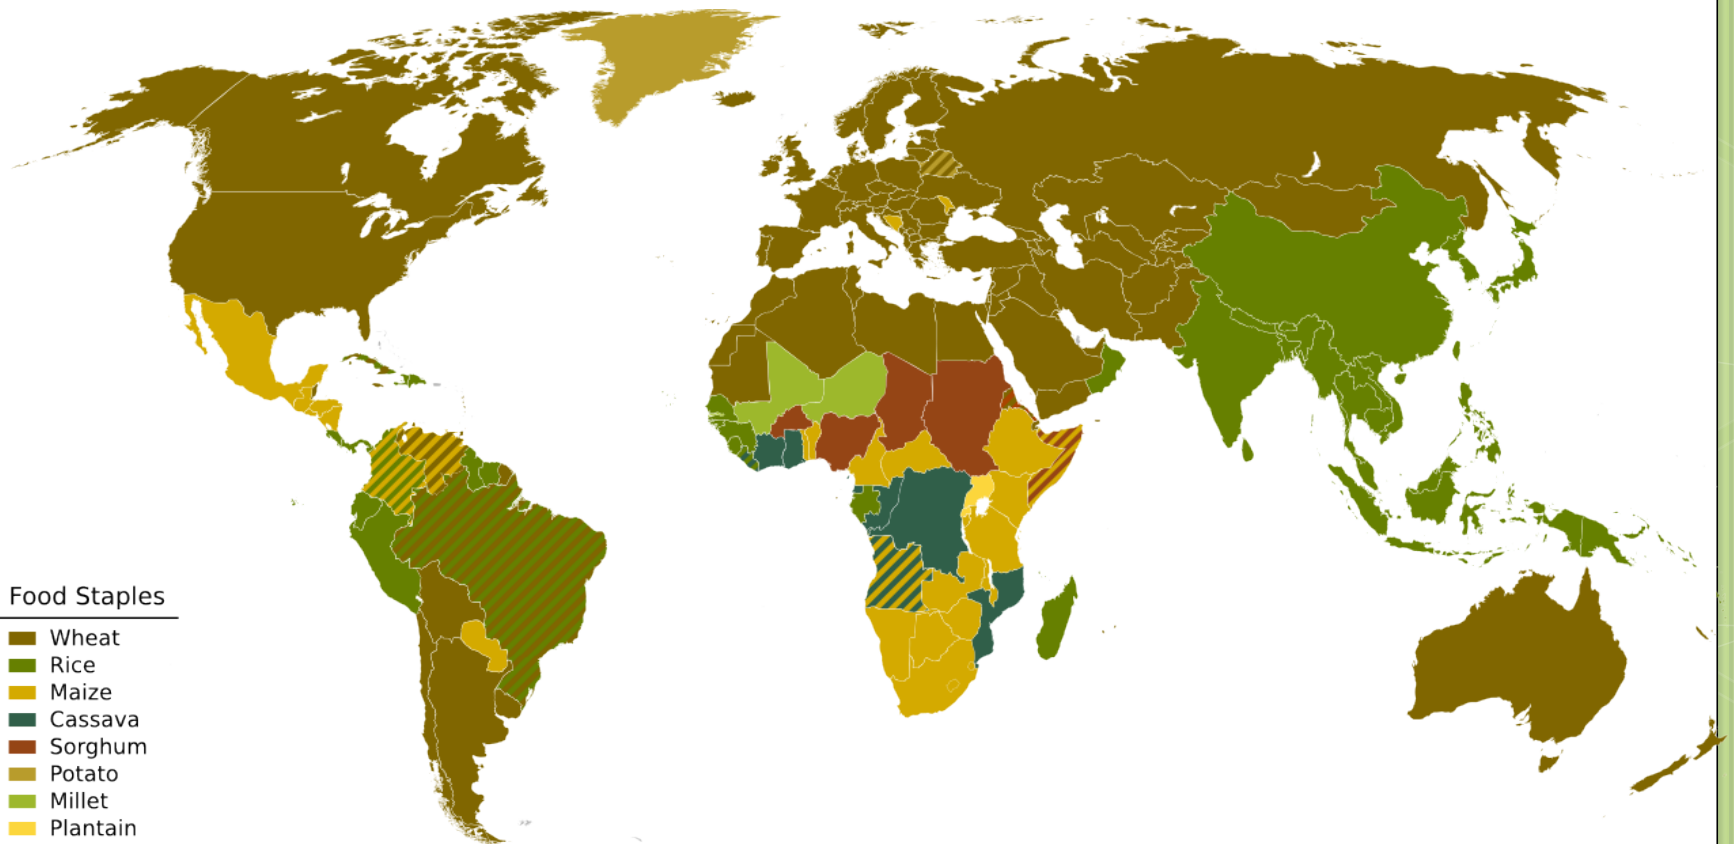 Food Staples
Wheat
Rice
Maize
Cassava
Sorghum
Potato
Millet
Plantain